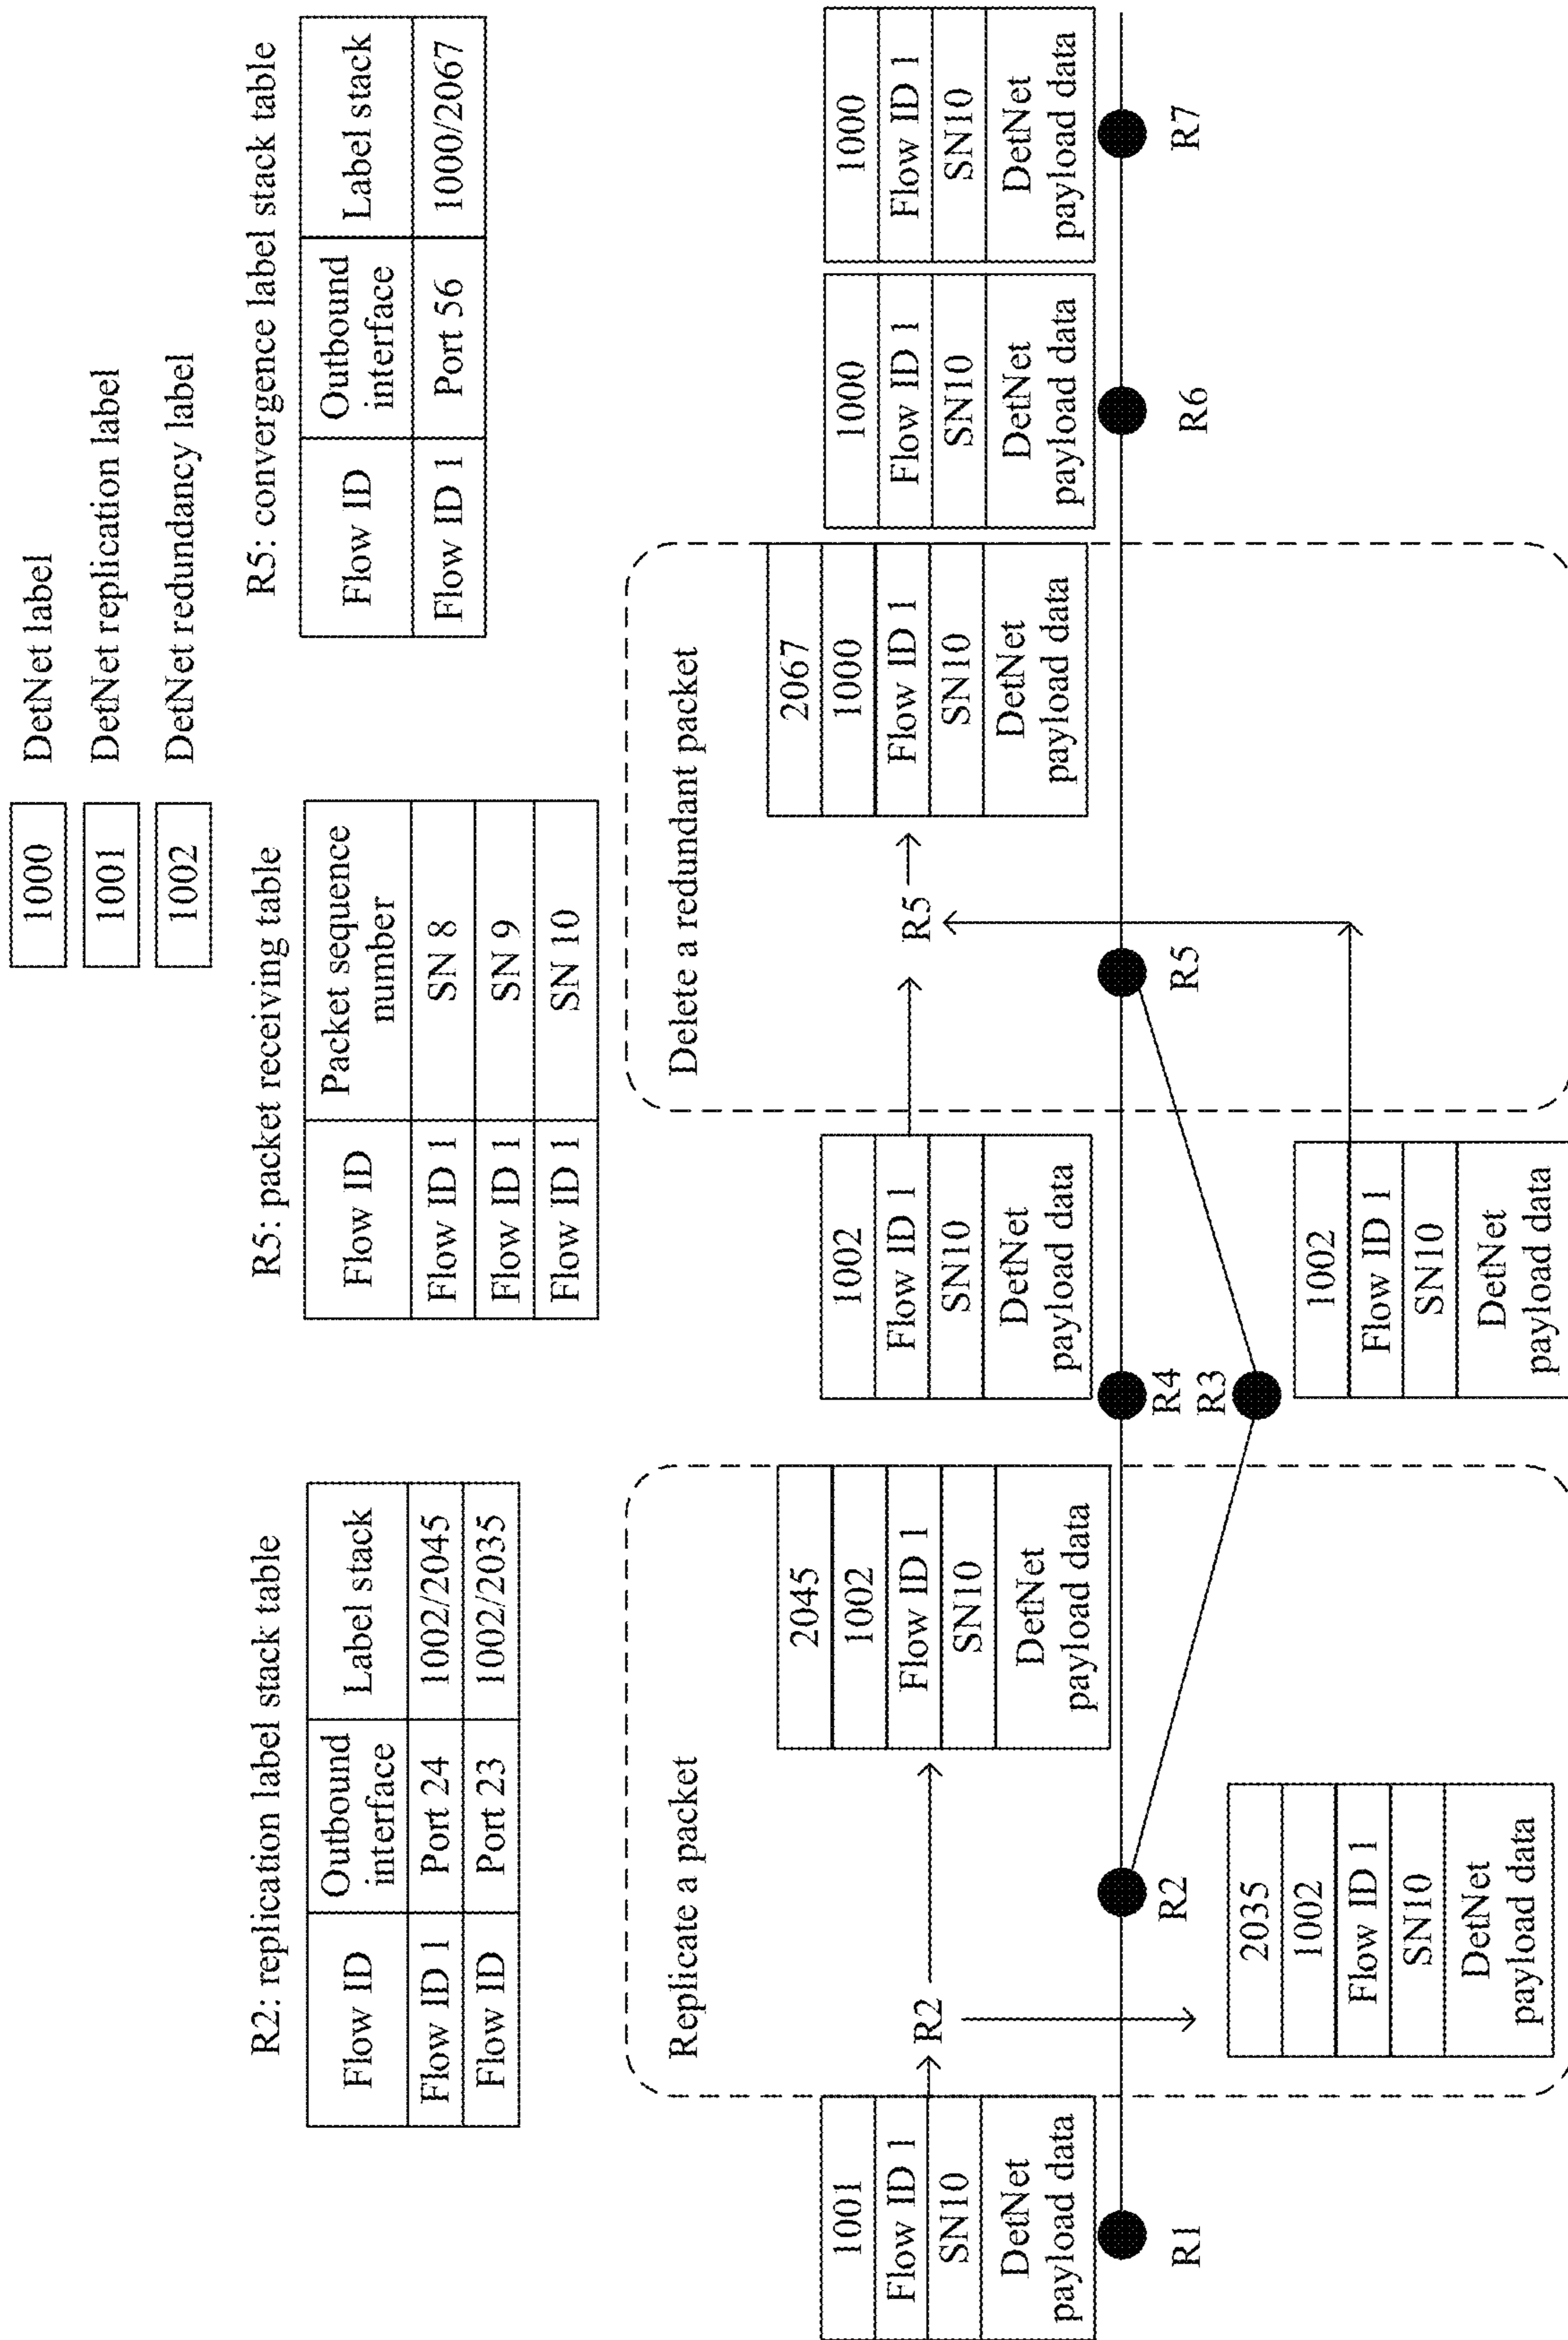 1000 DetNet label
1001 DetNet replication label
1002 DetNet redundancy label
R2: replication label stack table
Flow ID Outbound interface Label stack
Flow ID 1 Port 24 1002/2045
Flow ID Port 23 1002/2035
R5: packet receiving table
Flow ID Packet sequence number
Flow ID 1 SN 8
Flow ID 1 SN 9
Flow ID 1 SN 10
R5: convergence label stack table
Flow ID Outbound interface Label stack
Flow ID 1 Port 56 1000/2067
1001
Flow ID 1
SN10
DetNet
payload data
R1
Replicate a packet
R2
2045
1002
Flow ID 1
SN10
DetNet
payload data
R2
2035
1002
Flow ID 1
SN10
DetNet
payload data
1002
Flow ID 1
SN10
DetNet
payload data
R4
R3
1002
Flow ID 1
SN10
DetNet
payload data
Delete a redundant packet
R5
2067
1000
Flow ID 1
SN10
DetNet
payload data
R5
1000
Flow ID 1
SN10
DetNet
payload data
R6
1000
Flow ID 1
SN10
DetNet
payload data
R7